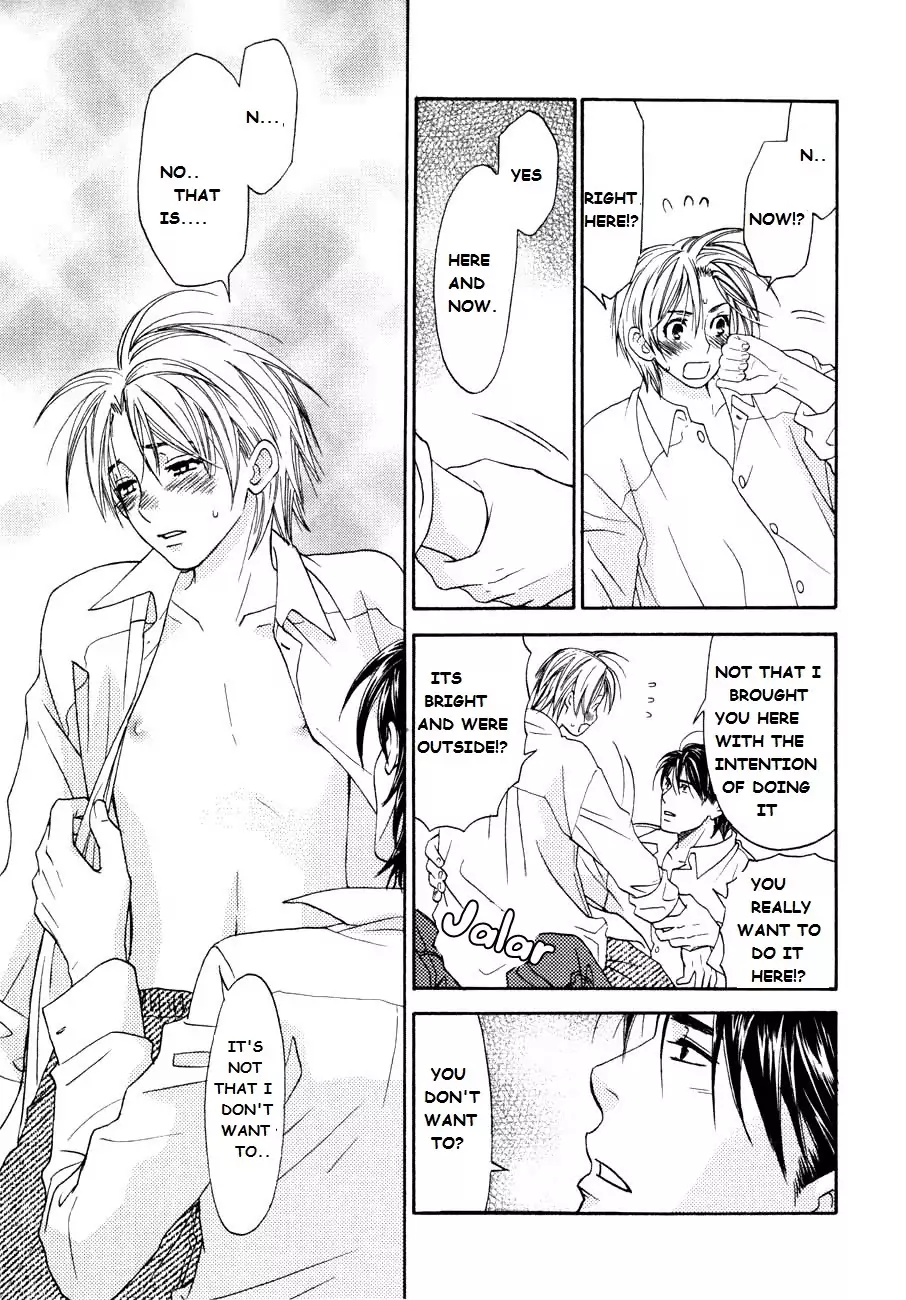 N..
NOW!?
RIGHT
HERE!?
YES
HERE
AND
NOW.
NOT THAT I
BROUGHT
YOU HERE
WITH THE
INTENTION
OF DOING
IT
ITS
BRIGHT
AND WERE
OUTSIDE!?
YOU
REALLY
WANT TO
DO IT
HERE!?
Jalar
YOU
DON'T
WANT
TO?
N...
NO..
THAT
IS....
IT'S
NOT
THAT I
DON'T
WANT
TO..